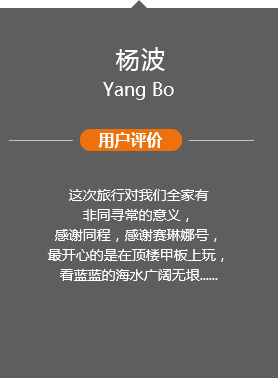 杨波
Yang Bo
用户评价
这次旅行对我们全家有
非同寻常的意义，
感谢同程，感谢赛琳娜号，
最开心的是在顶楼甲板上玩，
看蓝蓝的海水广阔无垠......